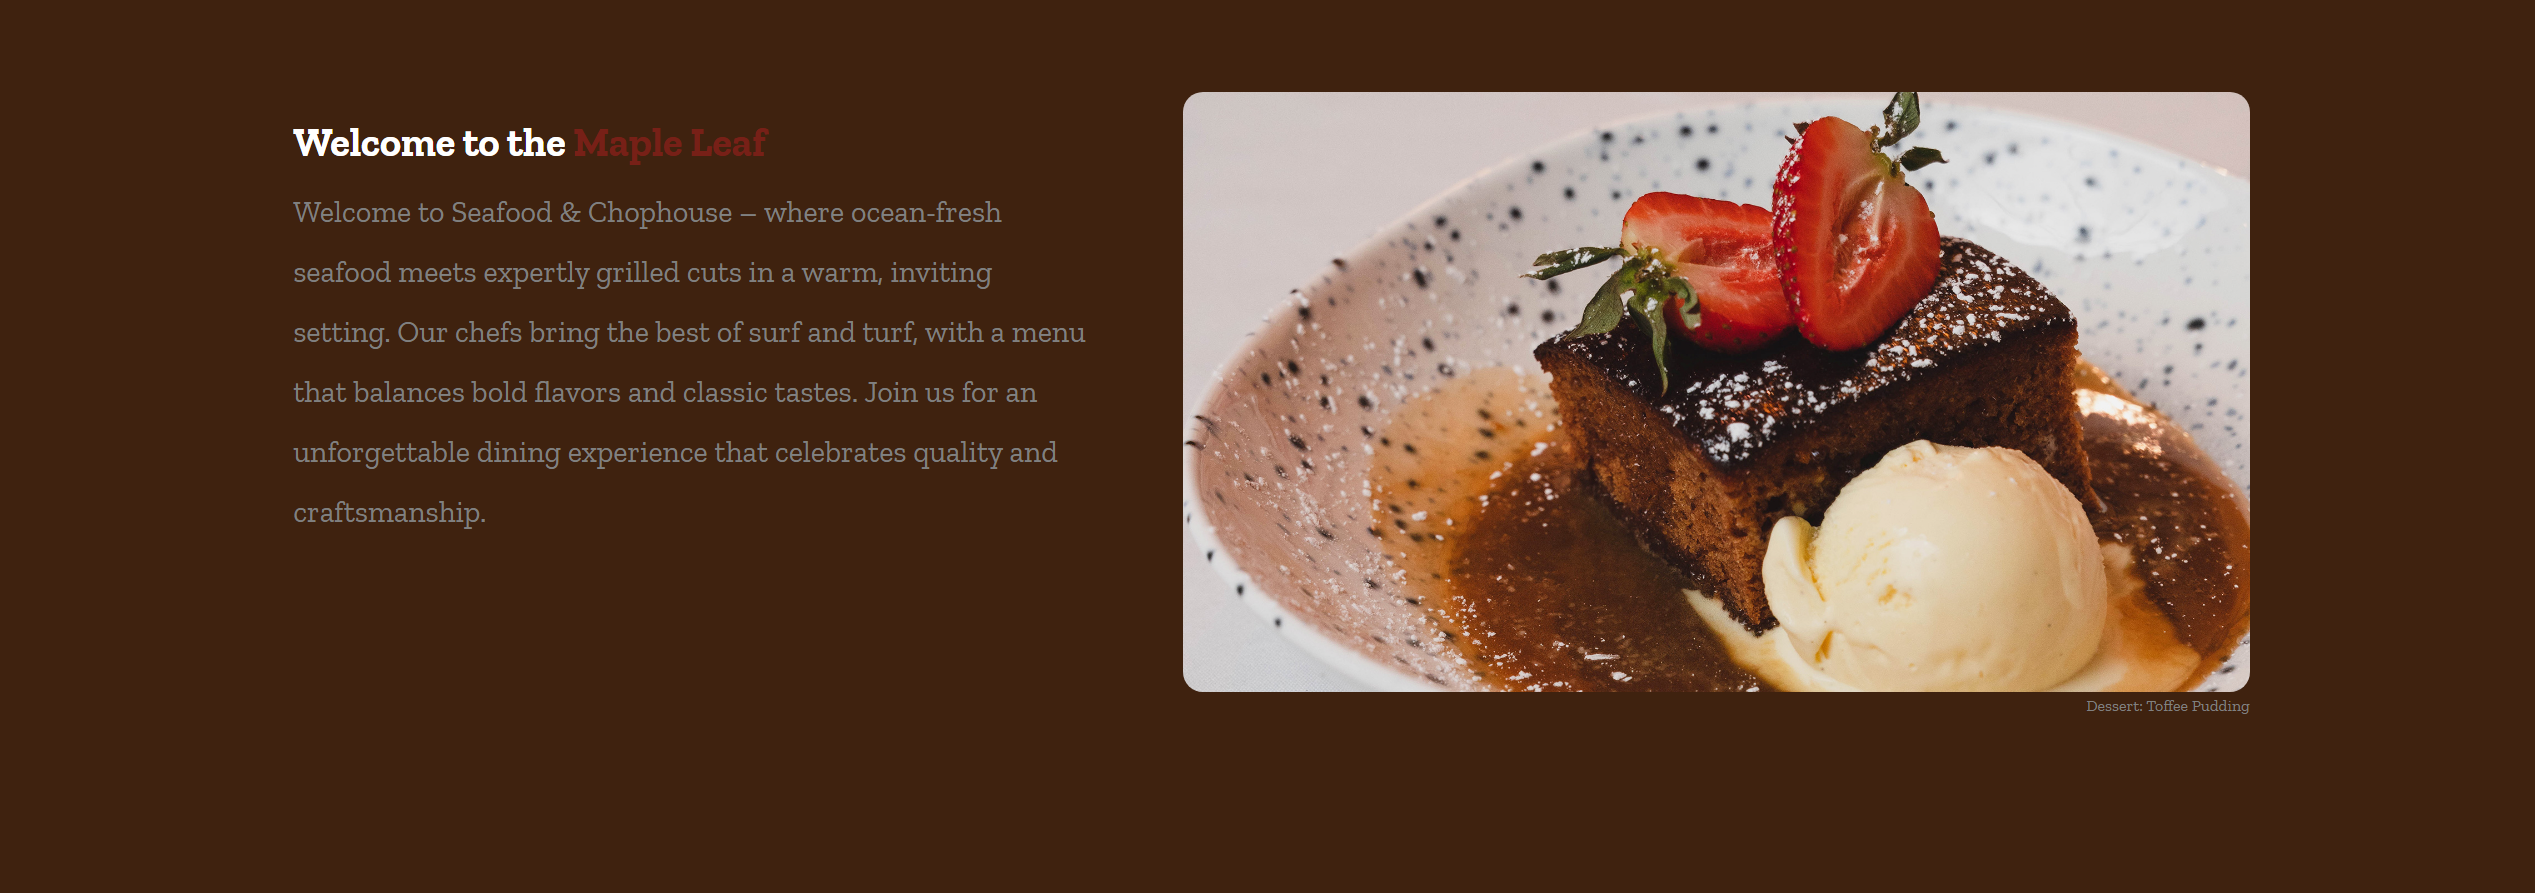 Welcome to the Maple Leaf
Welcome to Seafood & Chophouse – where ocean-fresh
seafood meets expertly grilled cuts in a warm, inviting
setting. Our chefs bring the best of surf and turf, with a menu
that balances bold flavors and classic tastes. Join us for an
unforgettable dining experience that celebrates quality and
craftsmanship.
Dessert: Toffee Pudding